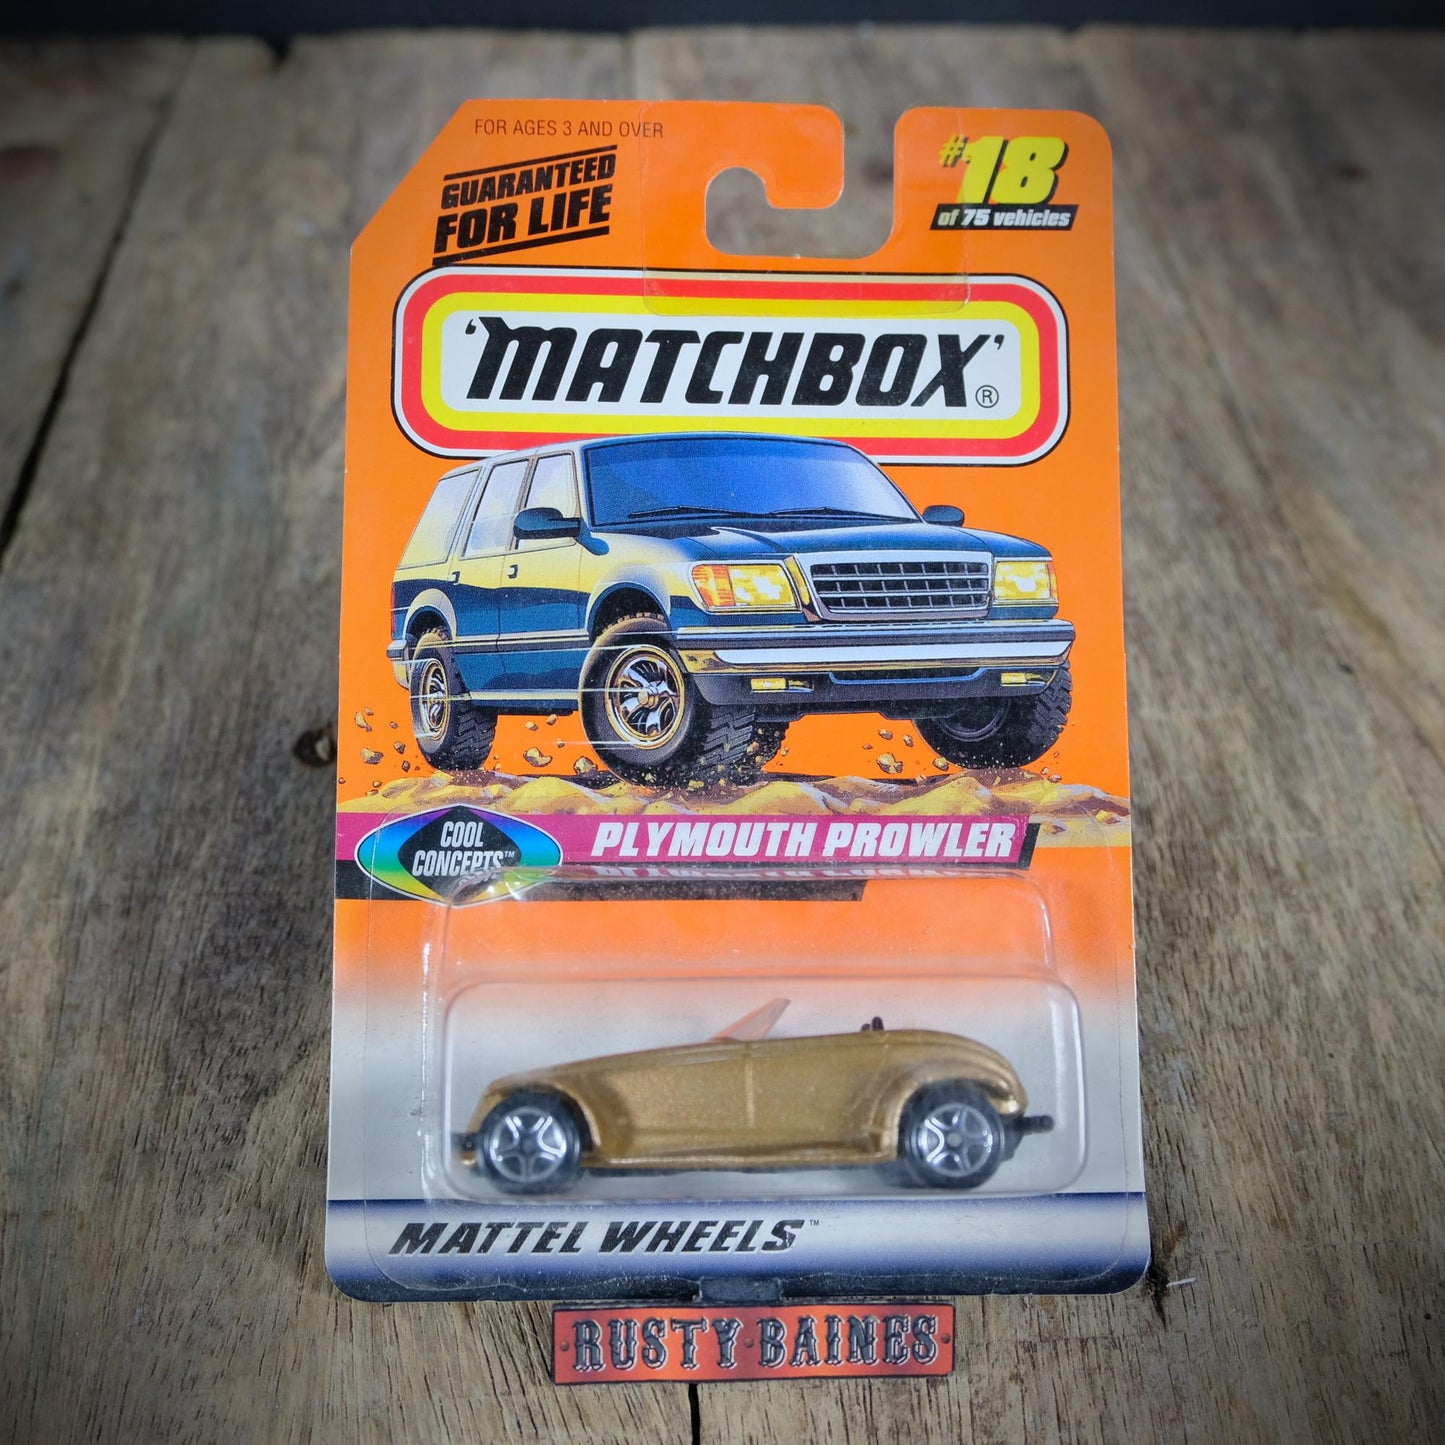 FOR AGES 3 AND OVER
GUARANTEED
FOR LIFE
#18
of 75 vehicles
'MATCHBOX'®
COOL
CONCEPTS™
PLYMOUTH PROWLER
MATTEL WHEELS™
RUSTY·BAINES